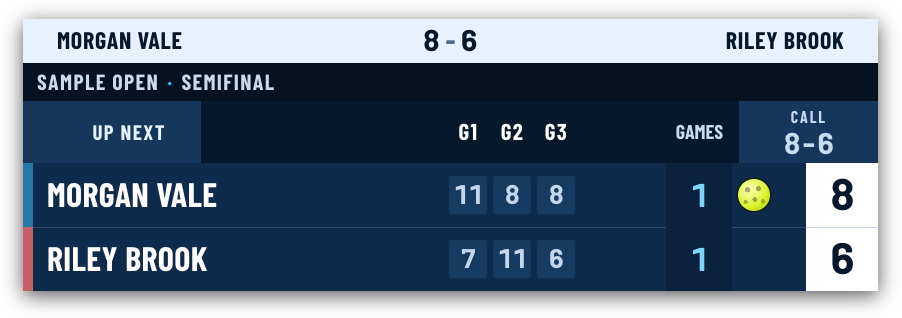 MORGAN VALE 8 - 6 RILEY BROOK
SAMPLE OPEN · SEMIFINAL
UP NEXT G1 G2 G3 GAMES CALL 8-6
MORGAN VALE 11 8 8 1 8
RILEY BROOK 7 11 6 1 6